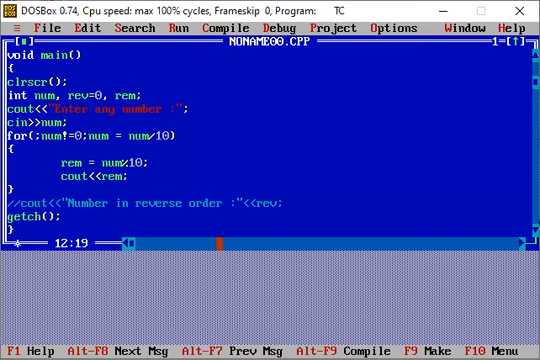 DOSBox 0.74, Cpu speed: max 100% cycles, Frameskip 0, Program: TC
≡ File Edit Search Run Compile Debug Project Options Window Help
[■] NONAME00.CPP 1=[↑]
void main()
{
clrscr();
int num, rev=0, rem;
cout<<"Enter any number :";
cin>>num;
for(;num!=0;num = num/10)
{
rem = num%10;
cout<<rem;
}
//cout<<"Number in reverse order :"<<rev;
getch();
}
12:19
F1 Help Alt-F8 Next Msg Alt-F7 Prev Msg Alt-F9 Compile F9 Make F10 Menu